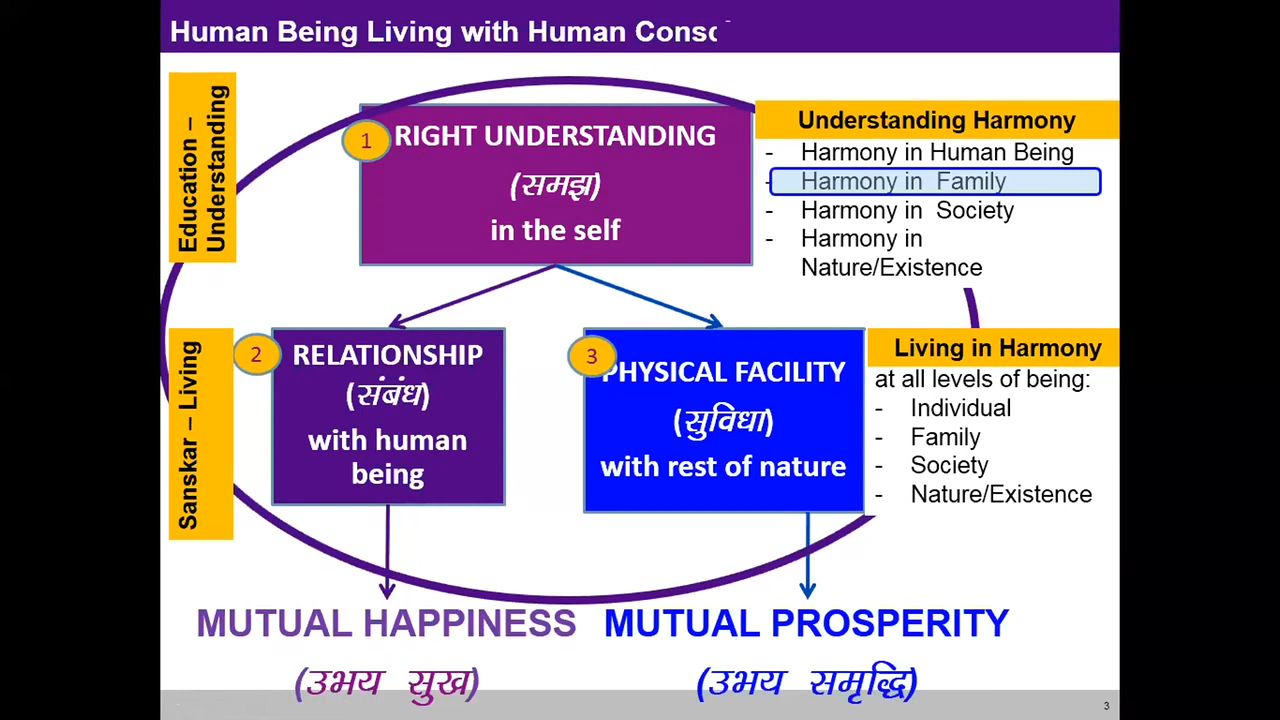 Human Being Living with Human Consc
Education –
Understanding
1
RIGHT UNDERSTANDING
(समझ)
in the self
Understanding Harmony
- Harmony in Human Being
- Harmony in Family
- Harmony in Society
- Harmony in
Nature/Existence
Sanskar – Living
2
RELATIONSHIP
(संबंध)
with human
being
3
PHYSICAL FACILITY
(सुविधा)
with rest of nature
Living in Harmony
at all levels of being:
- Individual
- Family
- Society
- Nature/Existence
MUTUAL HAPPINESS
(उभय सुख)
MUTUAL PROSPERITY
(उभय समृद्धि)
3